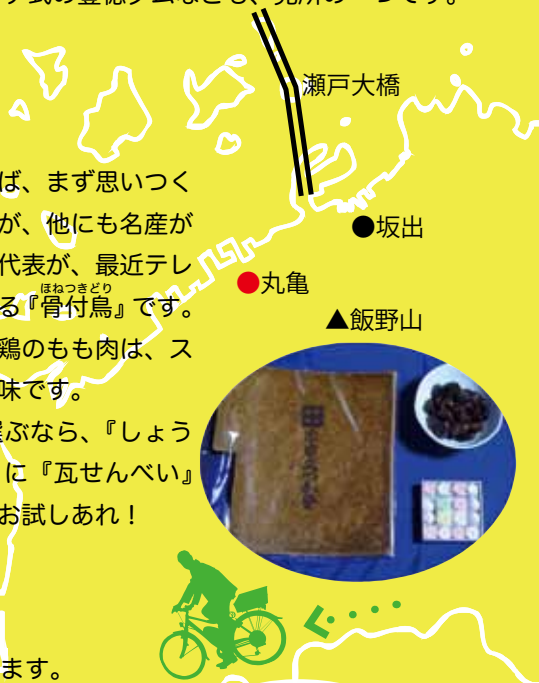 式の豊稔ダムなども、見所の一つです。
瀬戸大橋
ば、まず思いつく
が、他にも名産が
代表が、最近テレ
る『骨付鳥』です。
ほねつきどり
鶏のもも肉は、ス
味です。
選ぶなら、『しょう
に『瓦せんべい』
お試しあれ！
●坂出
●丸亀
▲飯野山
ます。